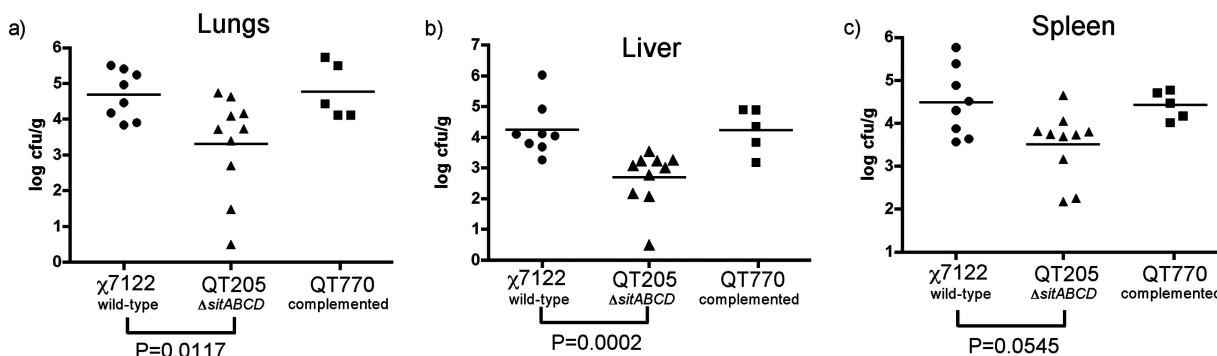 a)
Lungs
log cfu/g
6
5
4
3
2
1
0
χ7122
wild-type
QT205
ΔsitABCD
QT770
complemented
P=0.0117
b)
Liver
log cfu/g
7
6
5
4
3
2
1
0
χ7122
wild-type
QT205
ΔsitABCD
QT770
complemented
P=0.0002
c)
Spleen
log cfu/g
6
5
4
3
2
1
χ7122
wild-type
QT205
ΔsitABCD
QT770
complemented
P=0.0545